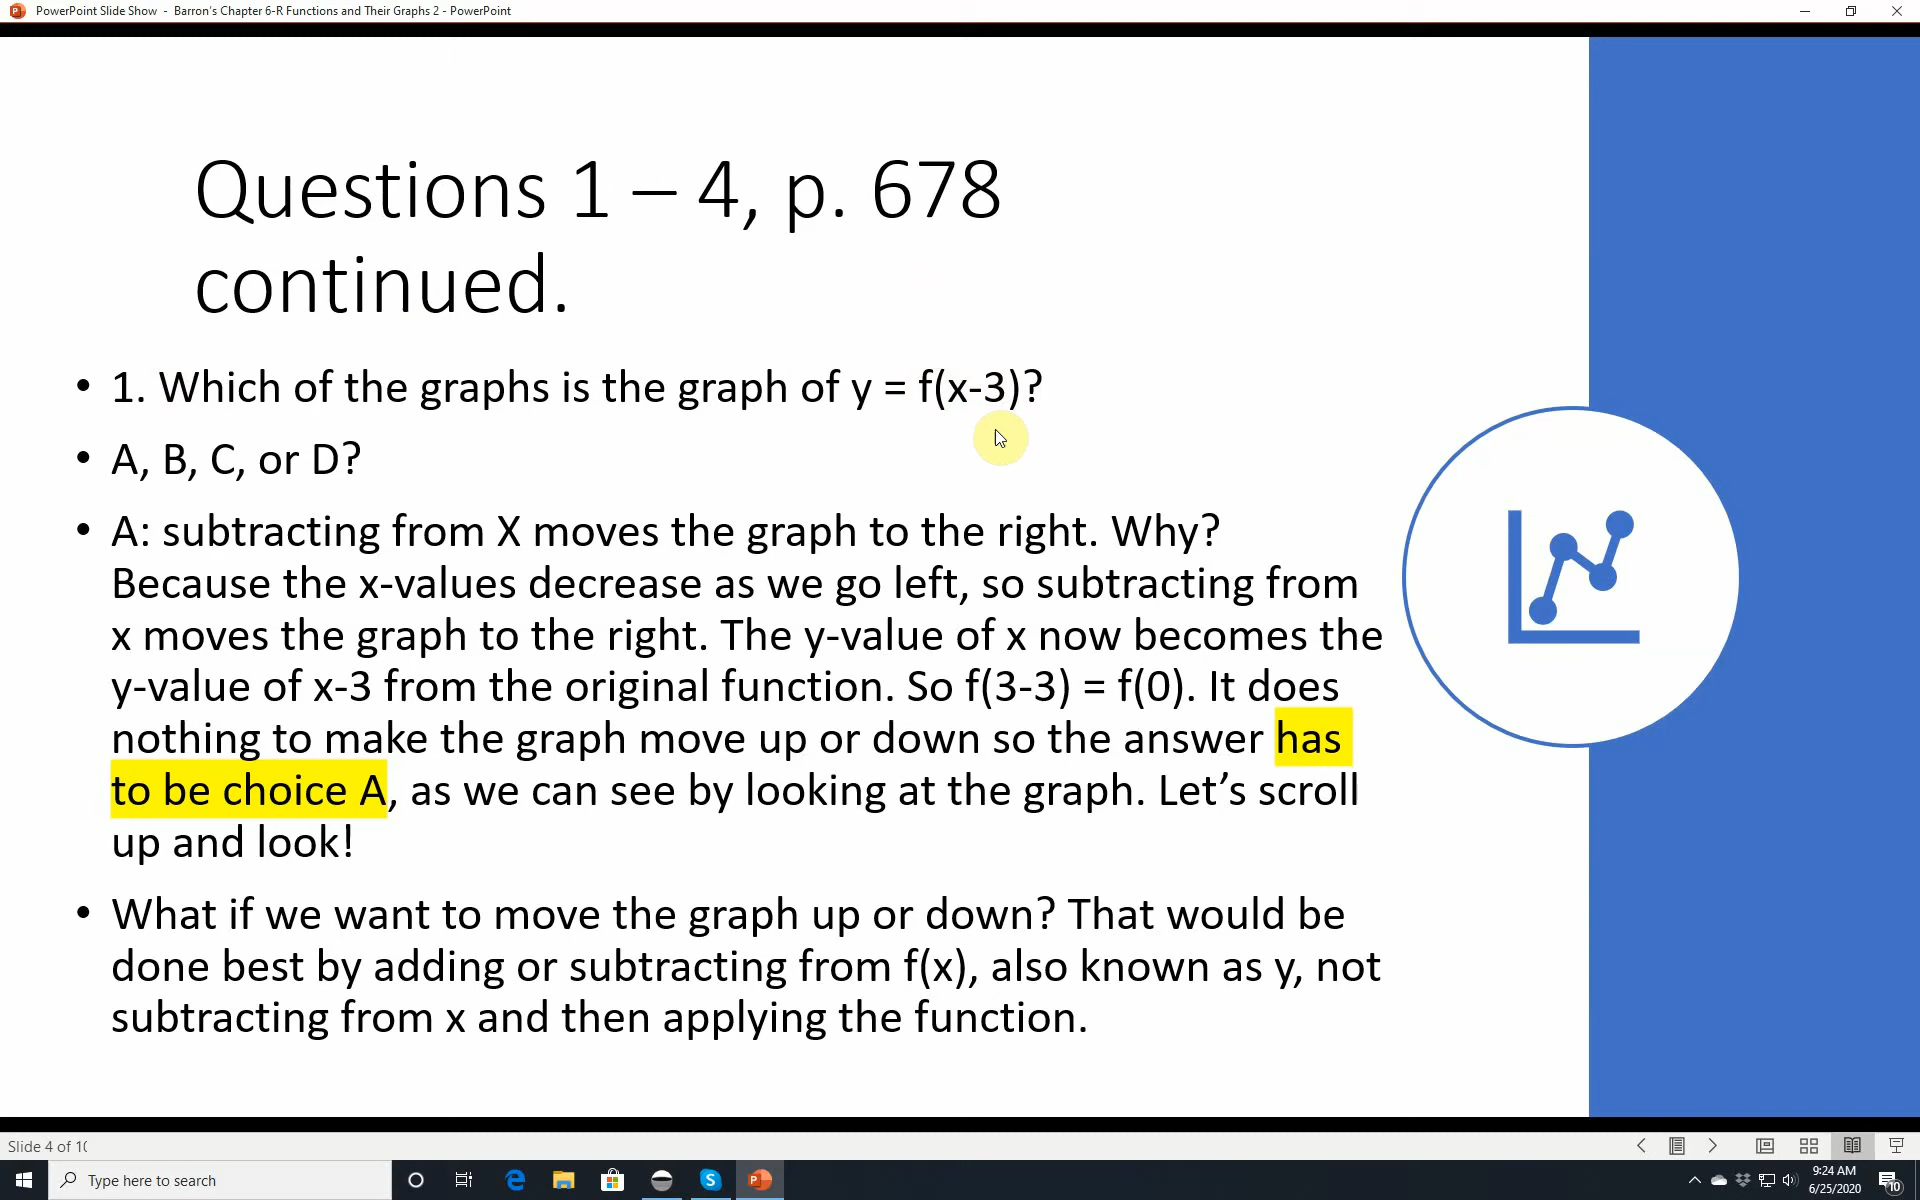 PowerPoint Slide Show - Barron's Chapter 6-R Functions and Their Graphs 2 - PowerPoint
Questions 1 – 4, p. 678
continued.
• 1. Which of the graphs is the graph of y = f(x-3)?
• A, B, C, or D?
• A: subtracting from X moves the graph to the right. Why?
Because the x-values decrease as we go left, so subtracting from
x moves the graph to the right. The y-value of x now becomes the
y-value of x-3 from the original function. So f(3-3) = f(0). It does
nothing to make the graph move up or down so the answer has
to be choice A, as we can see by looking at the graph. Let’s scroll
up and look!
• What if we want to move the graph up or down? That would be
done best by adding or subtracting from f(x), also known as y, not
subtracting from x and then applying the function.
Slide 4 of 10
Type here to search
9:24 AM
6/25/2020
10